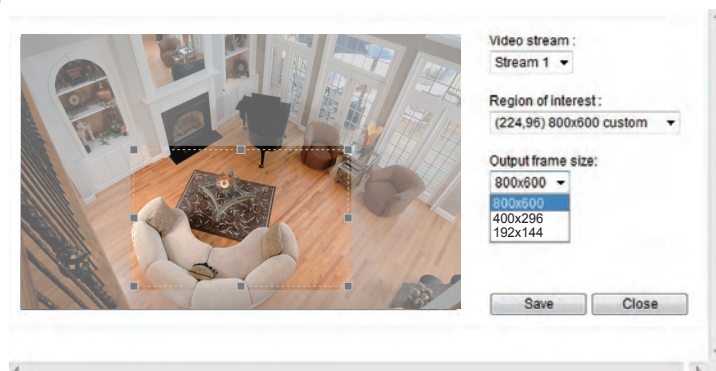 Video stream :
Stream 1
Region of interest :
(224,96) 800x600 custom
Output frame size:
800x600
800x600
400x296
192x144
Save Close